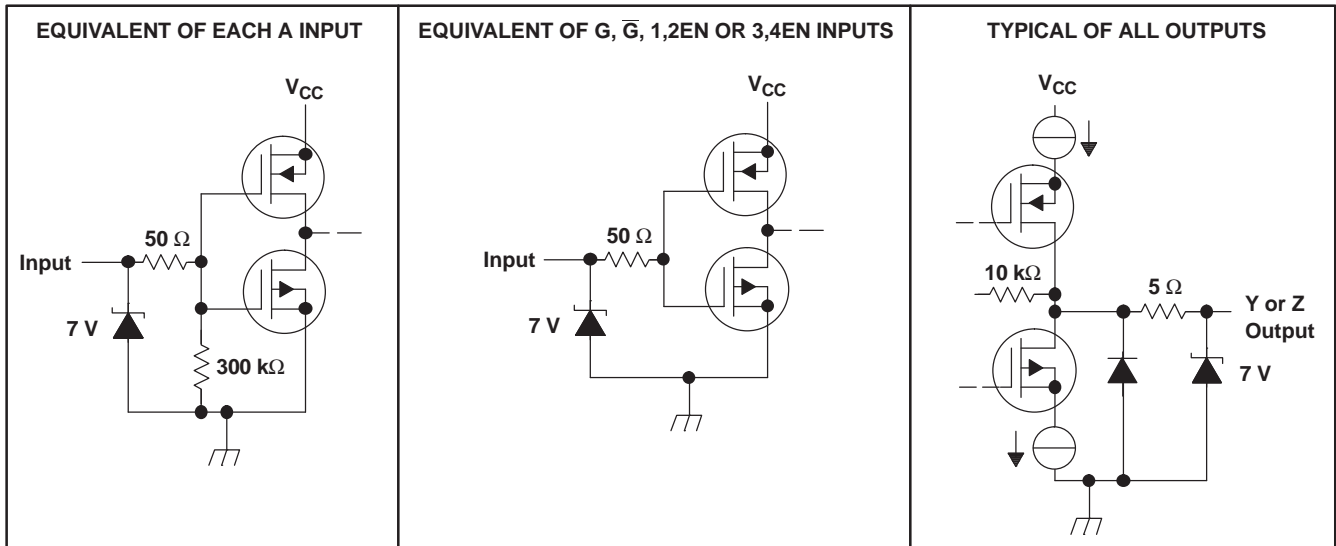 EQUIVALENT OF EACH A INPUT
VCC
50 Ω
Input
7 V
300 kΩ
EQUIVALENT OF G, G̅, 1,2EN OR 3,4EN INPUTS
VCC
50 Ω
Input
7 V
TYPICAL OF ALL OUTPUTS
VCC
10 kΩ
5 Ω
Y or Z
Output
7 V